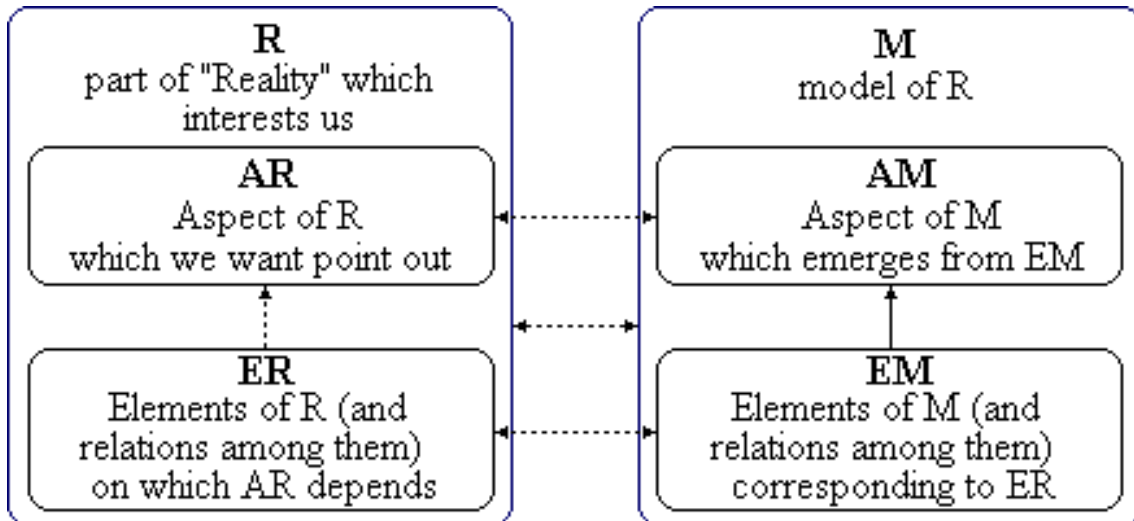 R
part of "Reality" which
interests us
AR
Aspect of R
which we want point out
ER
Elements of R (and
relations among them)
on which AR depends
M
model of R
AM
Aspect of M
which emerges from EM
EM
Elements of M (and
relations among them)
corresponding to ER